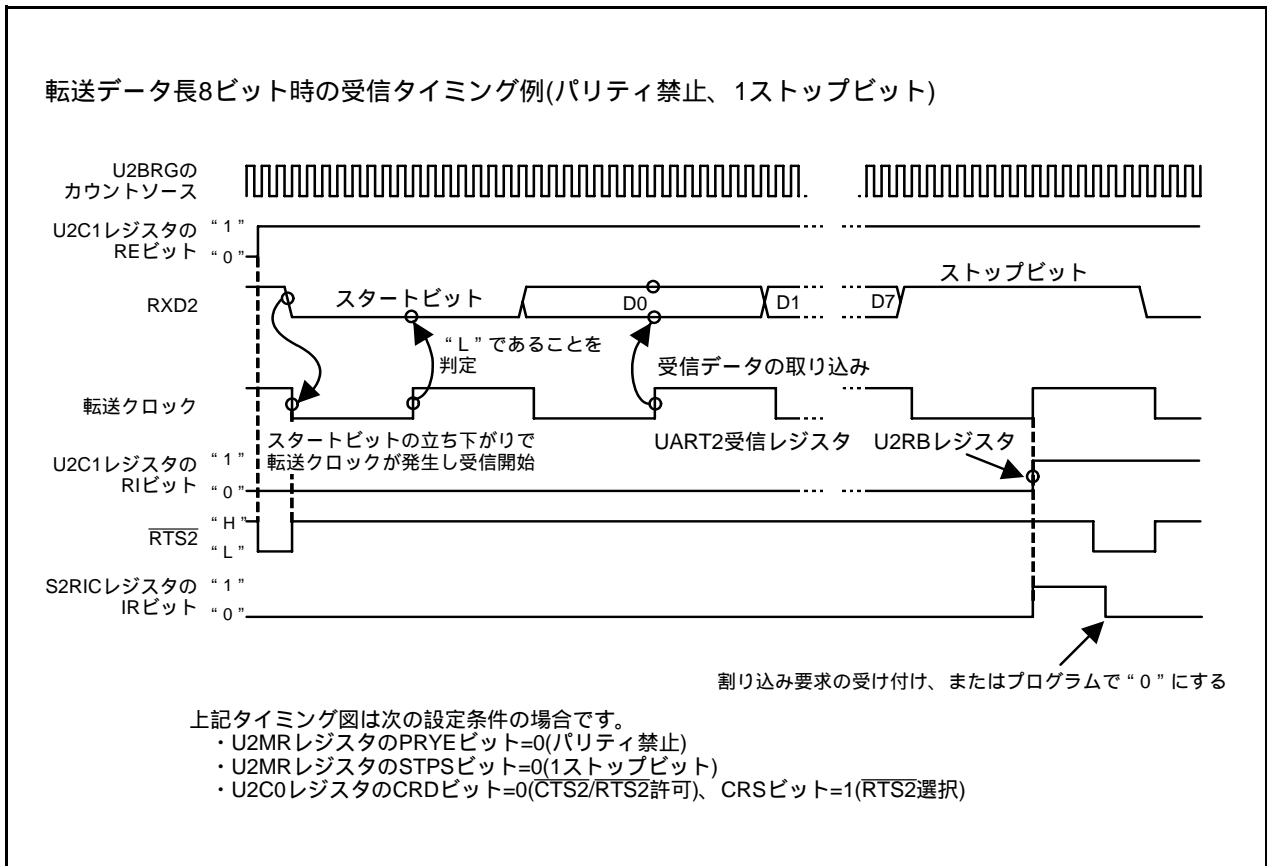 転送データ長8ビット時の受信タイミング例(パリティ禁止、1ストップビット)
U2BRGの
カウントソース
U2C1レジスタの
REビット
“1”
“0”
RXD2
スタートビット
D0
D1
D7
ストップビット
“L”であることを
判定
受信データの取り込み
転送クロック
スタートビットの立ち下がりで
転送クロックが発生し受信開始
UART2受信レジスタ
U2RBレジスタ
U2C1レジスタの
RIビット
“1”
“0”
RTS2
“H”
“L”
S2RICレジスタの
IRビット
“1”
“0”
割り込み要求の受け付け、またはプログラムで“0”にする
上記タイミング図は次の設定条件の場合です。
・U2MRレジスタのPRYEビット=0(パリティ禁止)
・U2MRレジスタのSTPSビット=0(1ストップビット)
・U2C0レジスタのCRDビット=0(CTS2/RTS2許可)、CRSビット=1(RTS2選択)